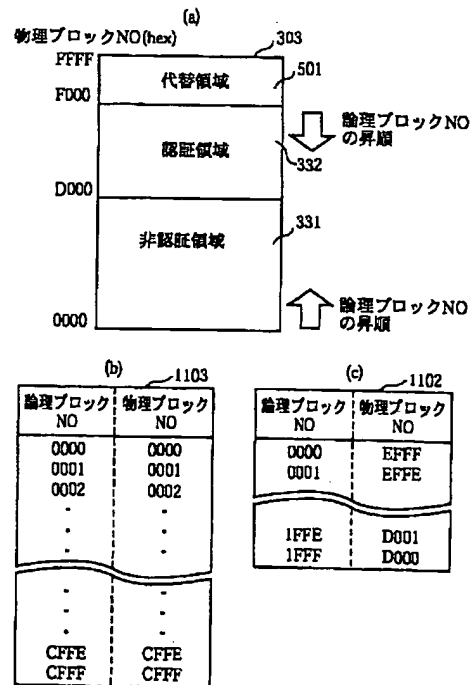 (a)
物理ブロックNO(hex)
303
FFFF
代替領域
501
F000
認証領域
332
論理ブロックNO
の昇順
D000
非認証領域
331
論理ブロックNO
の昇順
0000
(b)
1103
論理ブロック
NO
物理ブロック
NO
0000 0000
0001 0001
0002 0002
CFFE CFFE
CFFF CFFF
(c)
1102
論理ブロック
NO
物理ブロック
NO
0000 EFFF
0001 EFFE
1FFE D001
1FFF D000